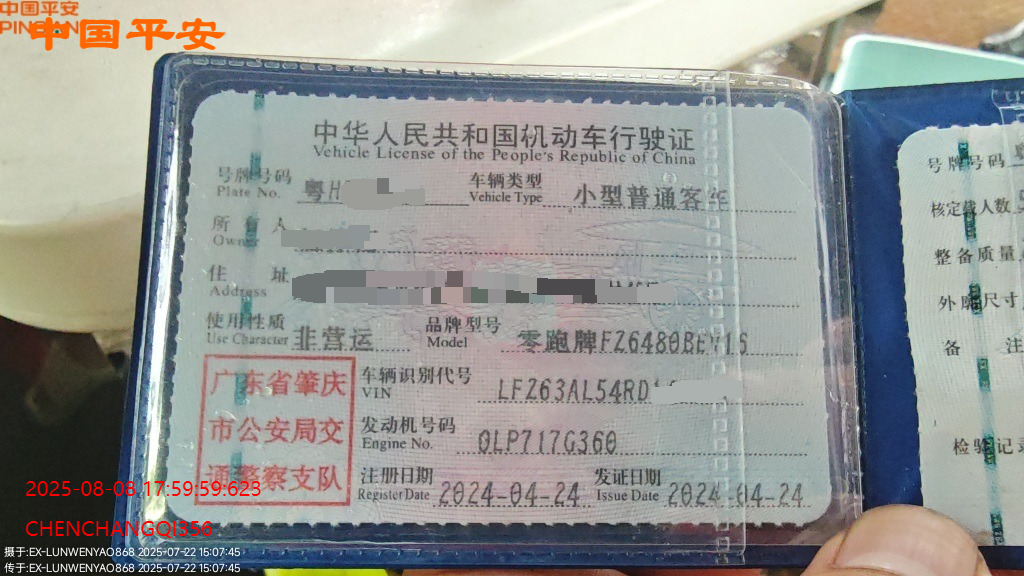 中国平安
PING AN
中国平安
中华人民共和国机动车行驶证
Vehicle License of the People's Republic of China
号牌号码 粤H 车辆类型 小型普通客车
Plate No. Vehicle Type
所有人
Owner
住址
Address
使用性质 非营运 品牌型号 零跑牌FZ6480BEV16
Use Character Model
广东省肇庆
市公安局交
通警察支队
车辆识别代号 LFZ63AL54RD
VIN
发动机号码 0LP717G360
Engine No.
注册日期 2024-04-24 发证日期 2024-04-24
Register Date Issue Date
号牌号码
核定载人数
整备质量
外廓尺寸
备注
检验记录
2025-08-08 17:59:59:623
CHENCHANGQI356
摄于:EX-LUNWENYAO868 2025-07-22 15:07:45
传于:EX-LUNWENYAO868 2025-07-22 15:07:45